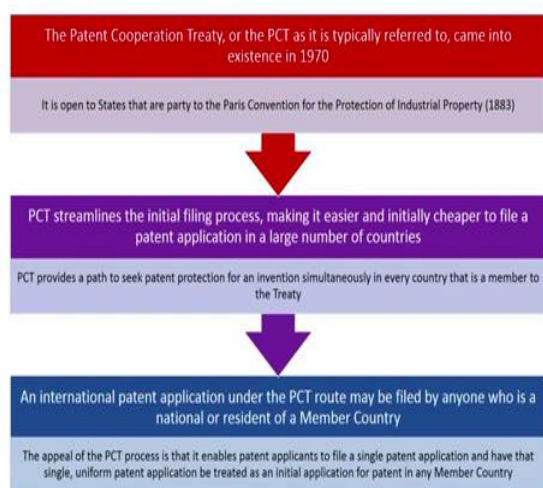 The Patent Cooperation Treaty, or the PCT as it is typically referred to, came into
existence in 1970
It is open to States that are party to the Paris Convention for the Protection of Industrial Property (1883)
PCT streamlines the initial filing process, making it easier and initially cheaper to file a
patent application in a large number of countries
PCT provides a path to seek patent protection for an invention simultaneously in every country that is a member to
the Treaty
An international patent application under the PCT route may be filed by anyone who is a
national or resident of a Member Country
The appeal of the PCT process is that it enables patent applicants to file a single patent application and have that
single, uniform patent application be treated as an initial application for patent in any Member Country